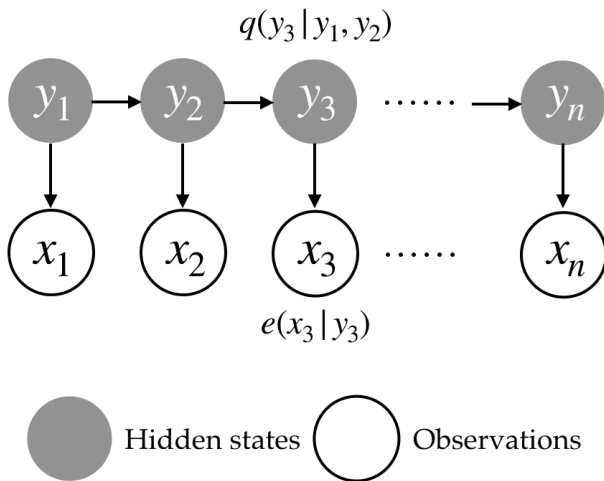 q(y₃|y₁, y₂)
y₁ y₂ y₃ ······ yₙ
x₁ x₂ x₃ ······ xₙ
e(x₃|y₃)
Hidden states Observations